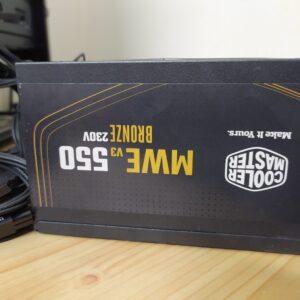 COOLER
MASTER
Make It Yours.
MWE V3 550
BRONZE 230V